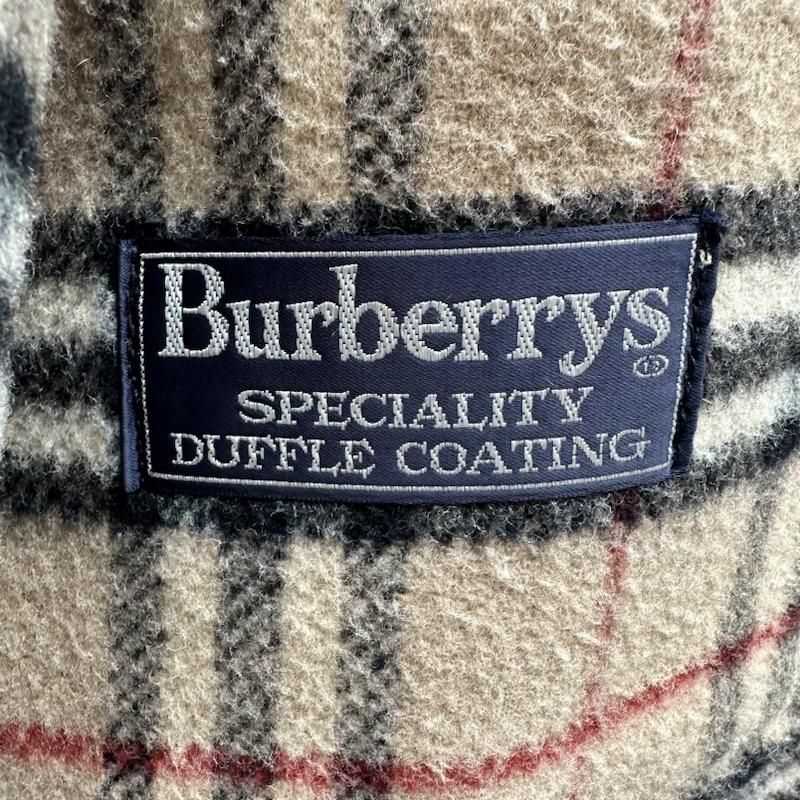 Burberrys®
SPECIALITY
DUFFLE COATING